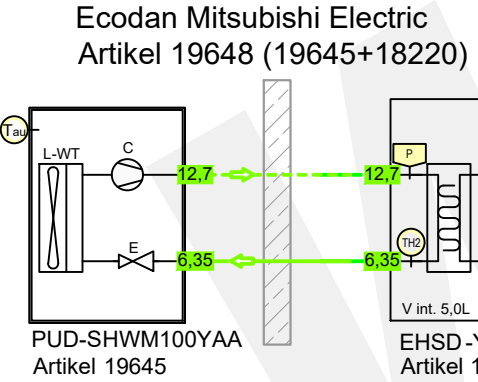 Ecodan Mitsubishi Electric
Artikel 19648 (19645+18220)
Tau
L-WT
C
12,7
12,7
P
E
6,35
6,35
TH2
V int. 5,0L
PUD-SHWM100YAA
Artikel 19645
EHSD-Y
Artikel 1